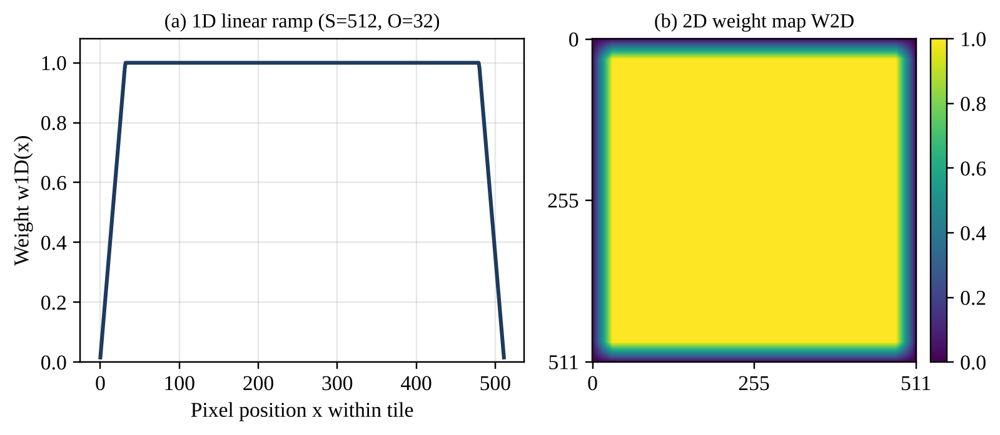 (a) 1D linear ramp (S=512, O=32)
Weight w1D(x)
1.0
0.8
0.6
0.4
0.2
0.0
0 100 200 300 400 500
Pixel position x within tile
(b) 2D weight map W2D
0
255
511
0 255 511
1.0
0.8
0.6
0.4
0.2
0.0